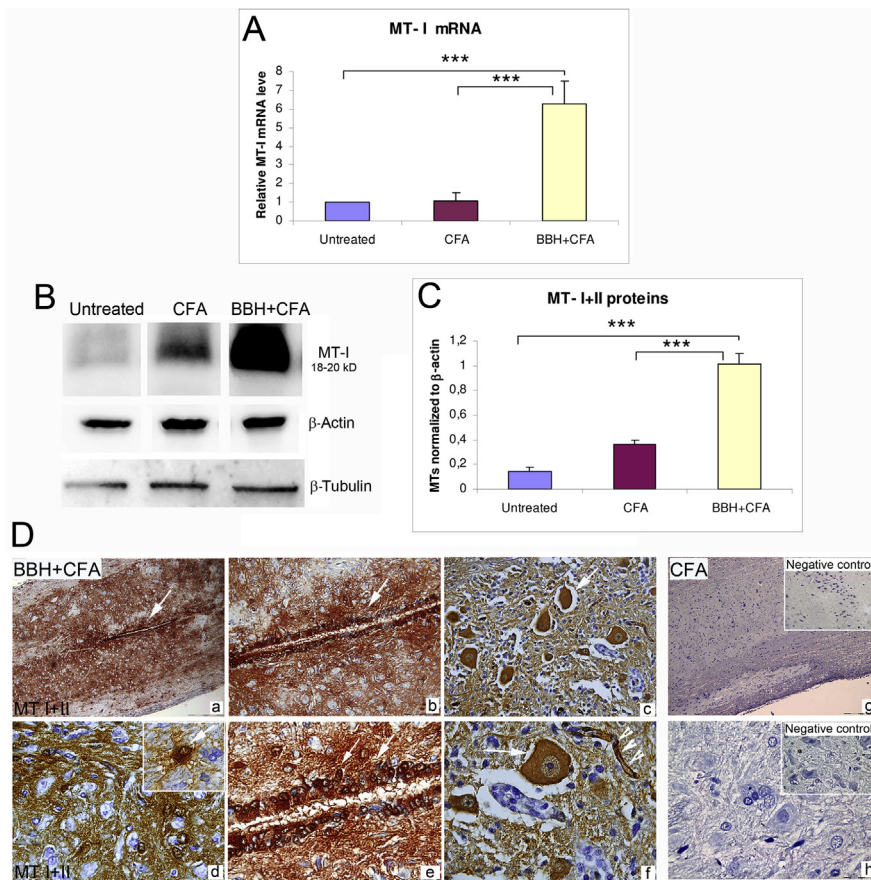 A
MT- I mRNA
***
***
Relative MT-I mRNA leve
8
7
6
5
4
3
2
1
0
Untreated CFA BBH+CFA
B
Untreated CFA BBH+CFA
MT-I
18-20 kD
β-Actin
β-Tubulin
C
MT- I+II proteins
***
***
MTs normalized to β-actin
1,2
1
0,8
0,6
0,4
0,2
0
Untreated CFA BBH+CFA
D
BBH+CFA
MT I+II
a
b
c
CFA
Negative control
g
MT I+II
d
e
f
Negative control
h